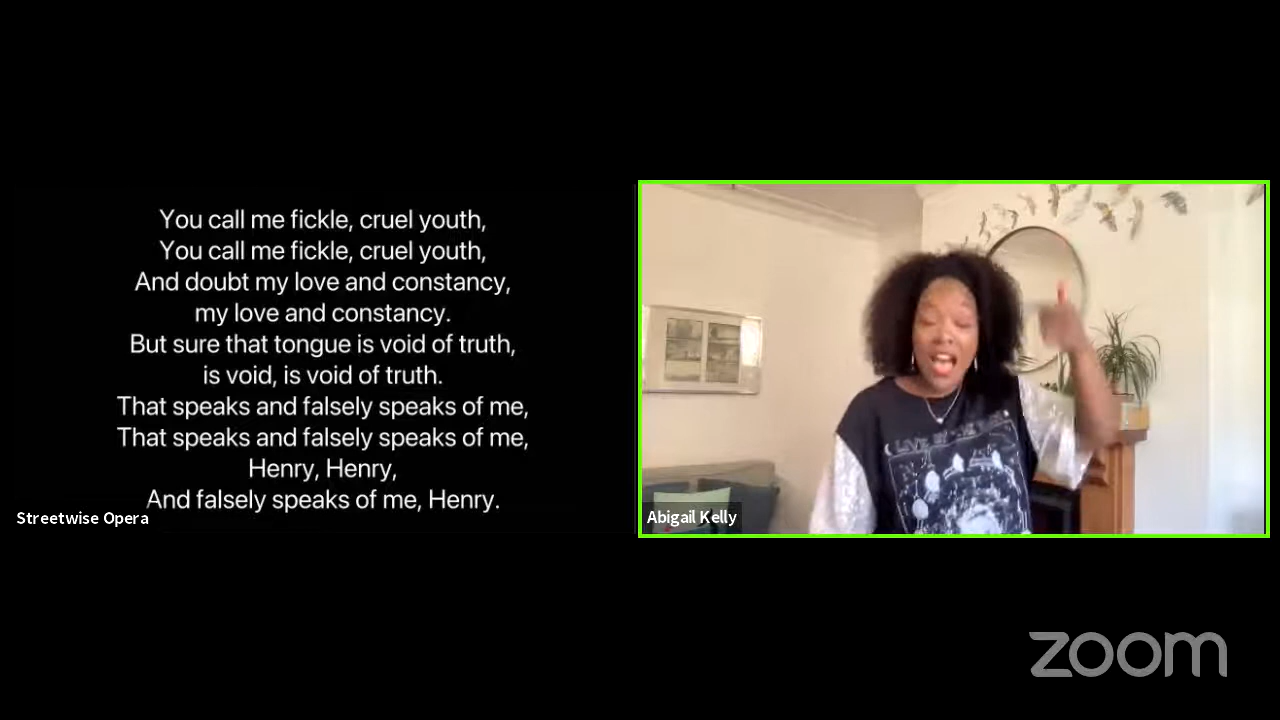 You call me fickle, cruel youth,
You call me fickle, cruel youth,
And doubt my love and constancy,
my love and constancy.
But sure that tongue is void of truth,
is void, is void of truth.
That speaks and falsely speaks of me,
That speaks and falsely speaks of me,
Henry, Henry,
And falsely speaks of me, Henry.
Streetwise Opera
Abigail Kelly
zoom